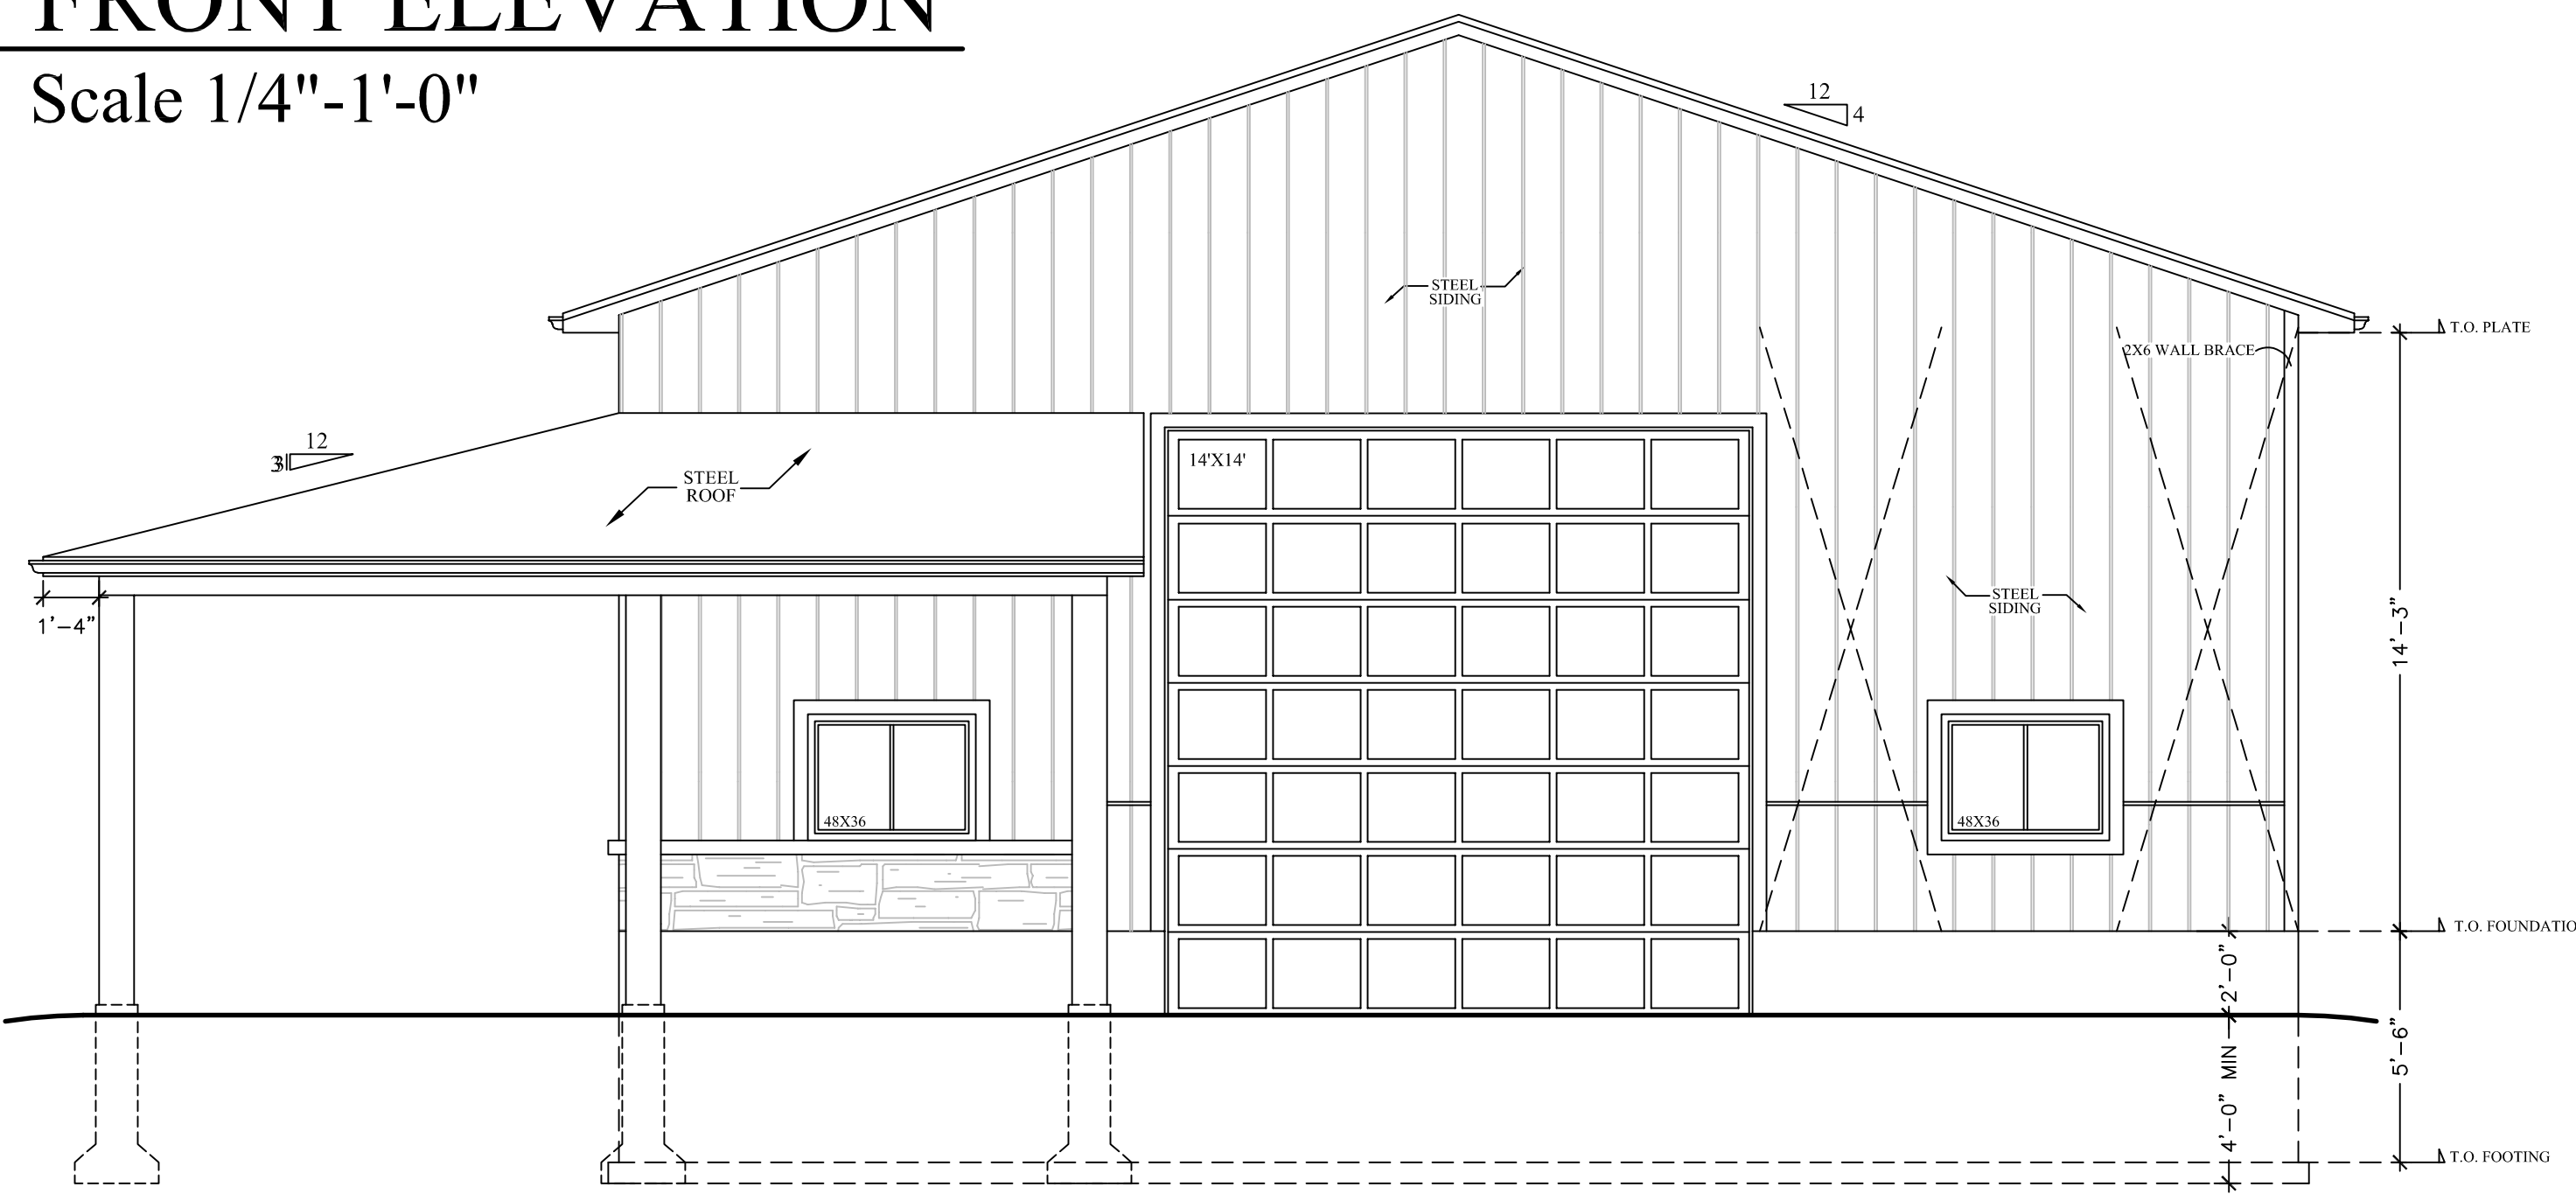 FRONT ELEVATION
Scale 1/4"-1'-0"
12
4
STEEL
SIDING
T.O. PLATE
2X6 WALL BRACE
12
3
STEEL
ROOF
14'X14'
1'-4"
STEEL
SIDING
14'-3"
48X36
48X36
T.O. FOUNDATIO
2'-0"
5'-6"
4'-0" MIN
T.O. FOOTING